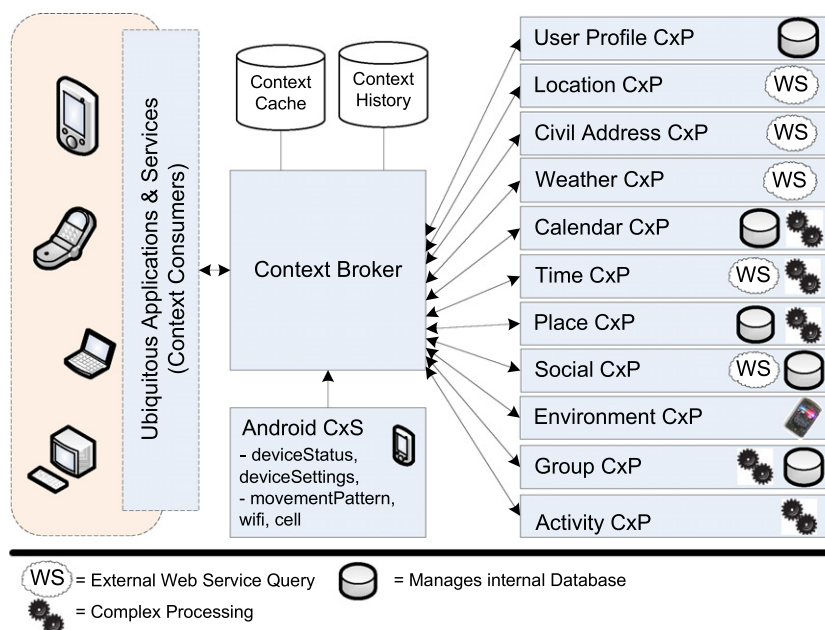 Ubiquitous Applications & Services
(Context Consumers)
Context
Cache
Context
History
Context Broker
Android CxS
- deviceStatus,
deviceSettings,
- movementPattern,
wifi, cell
User Profile CxP
Location CxP
WS
Civil Address CxP
WS
Weather CxP
WS
Calendar CxP
Time CxP
WS
Place CxP
Social CxP
WS
Environment CxP
Group CxP
Activity CxP
WS = External Web Service Query
= Manages internal Database
= Complex Processing